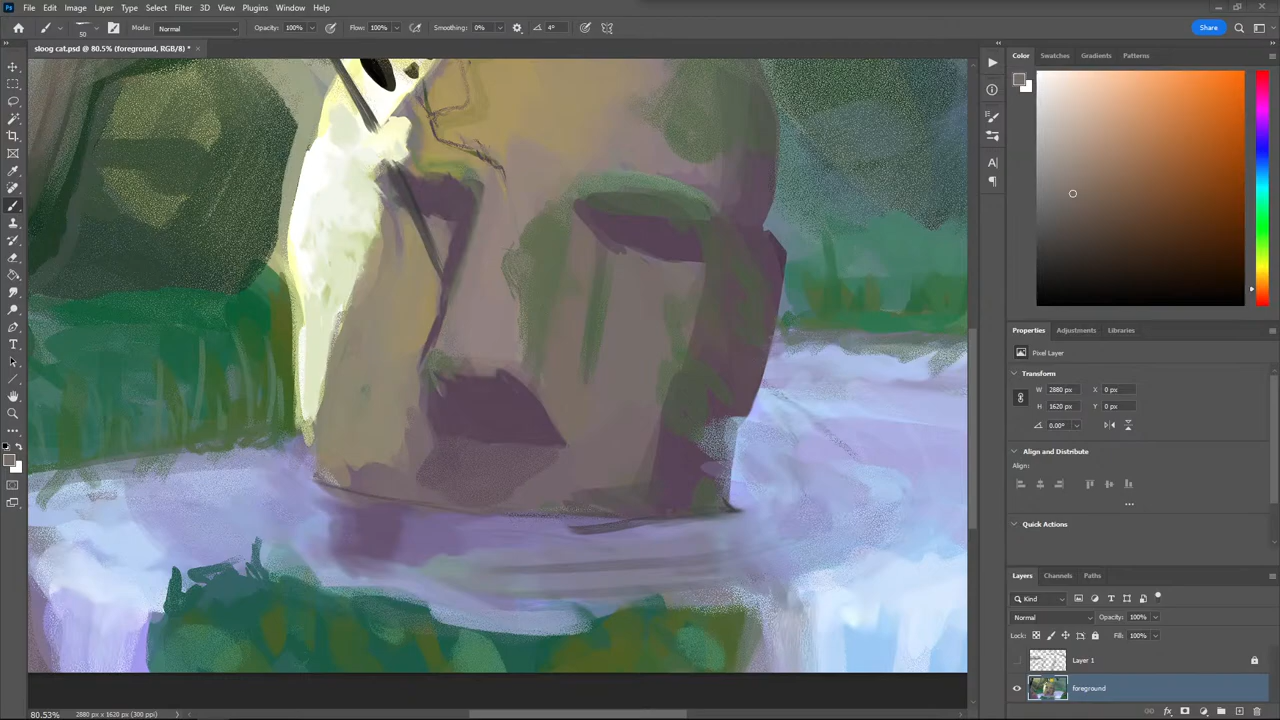 Ps File Edit Image Layer Type Select Filter 3D View Plugins Window Help
50 Mode: Normal Opacity: 100% Flow: 100% Smoothing: 0% 4° Share
sloog cat.psd @ 80.5% (foreground, RGB/8) * ×
Color Swatches Gradients Patterns
Properties Adjustments Libraries
Pixel Layer
Transform
W 2880 px X 0 px
H 1620 px Y 0 px
0.00°
Align and Distribute
Align:
Quick Actions
Layers Channels Paths
Kind
Normal Opacity: 100%
Lock: Fill: 100%
Layer 1
foreground
80.53% 2880 px x 1620 px (300 ppi)